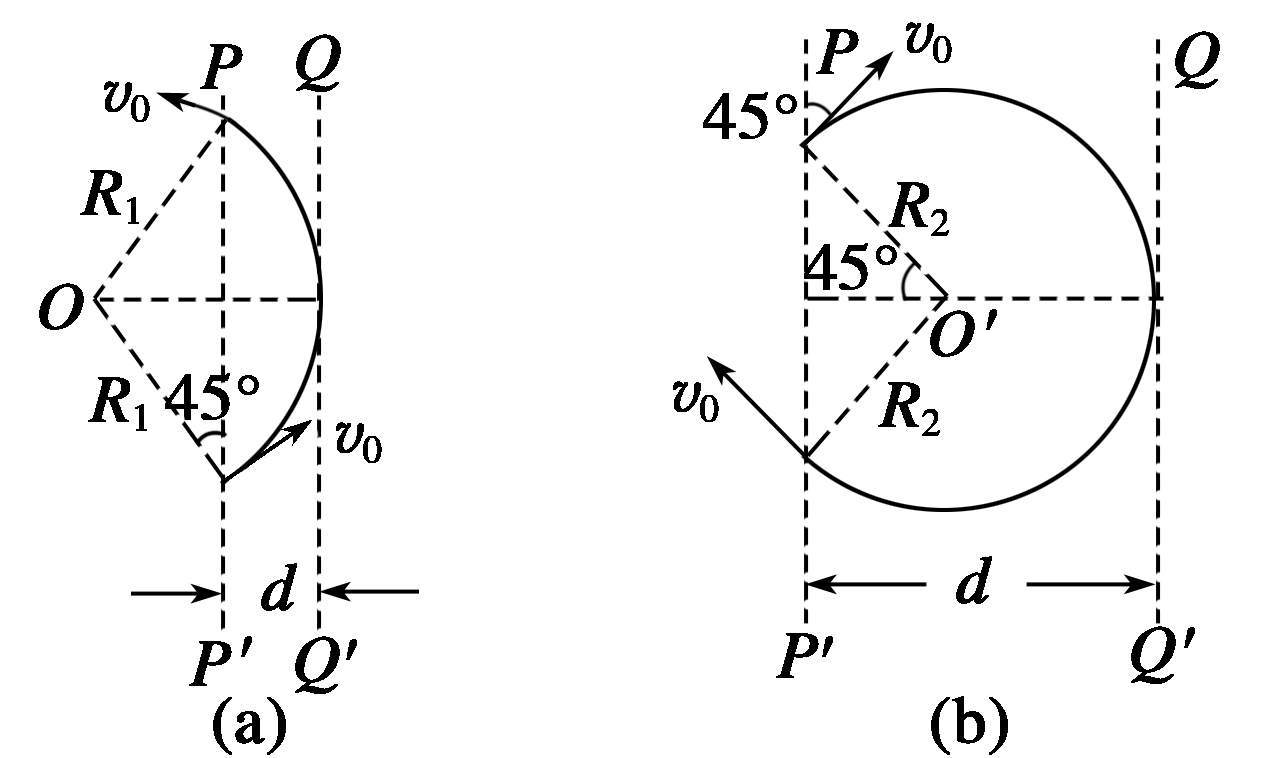 P Q
v₀
R₁
O
R₁ 45°
v₀
d
P′ Q′
(a)
P v₀ Q
45°
R₂
45°
O′
v₀ R₂
d
P′ Q′
(b)